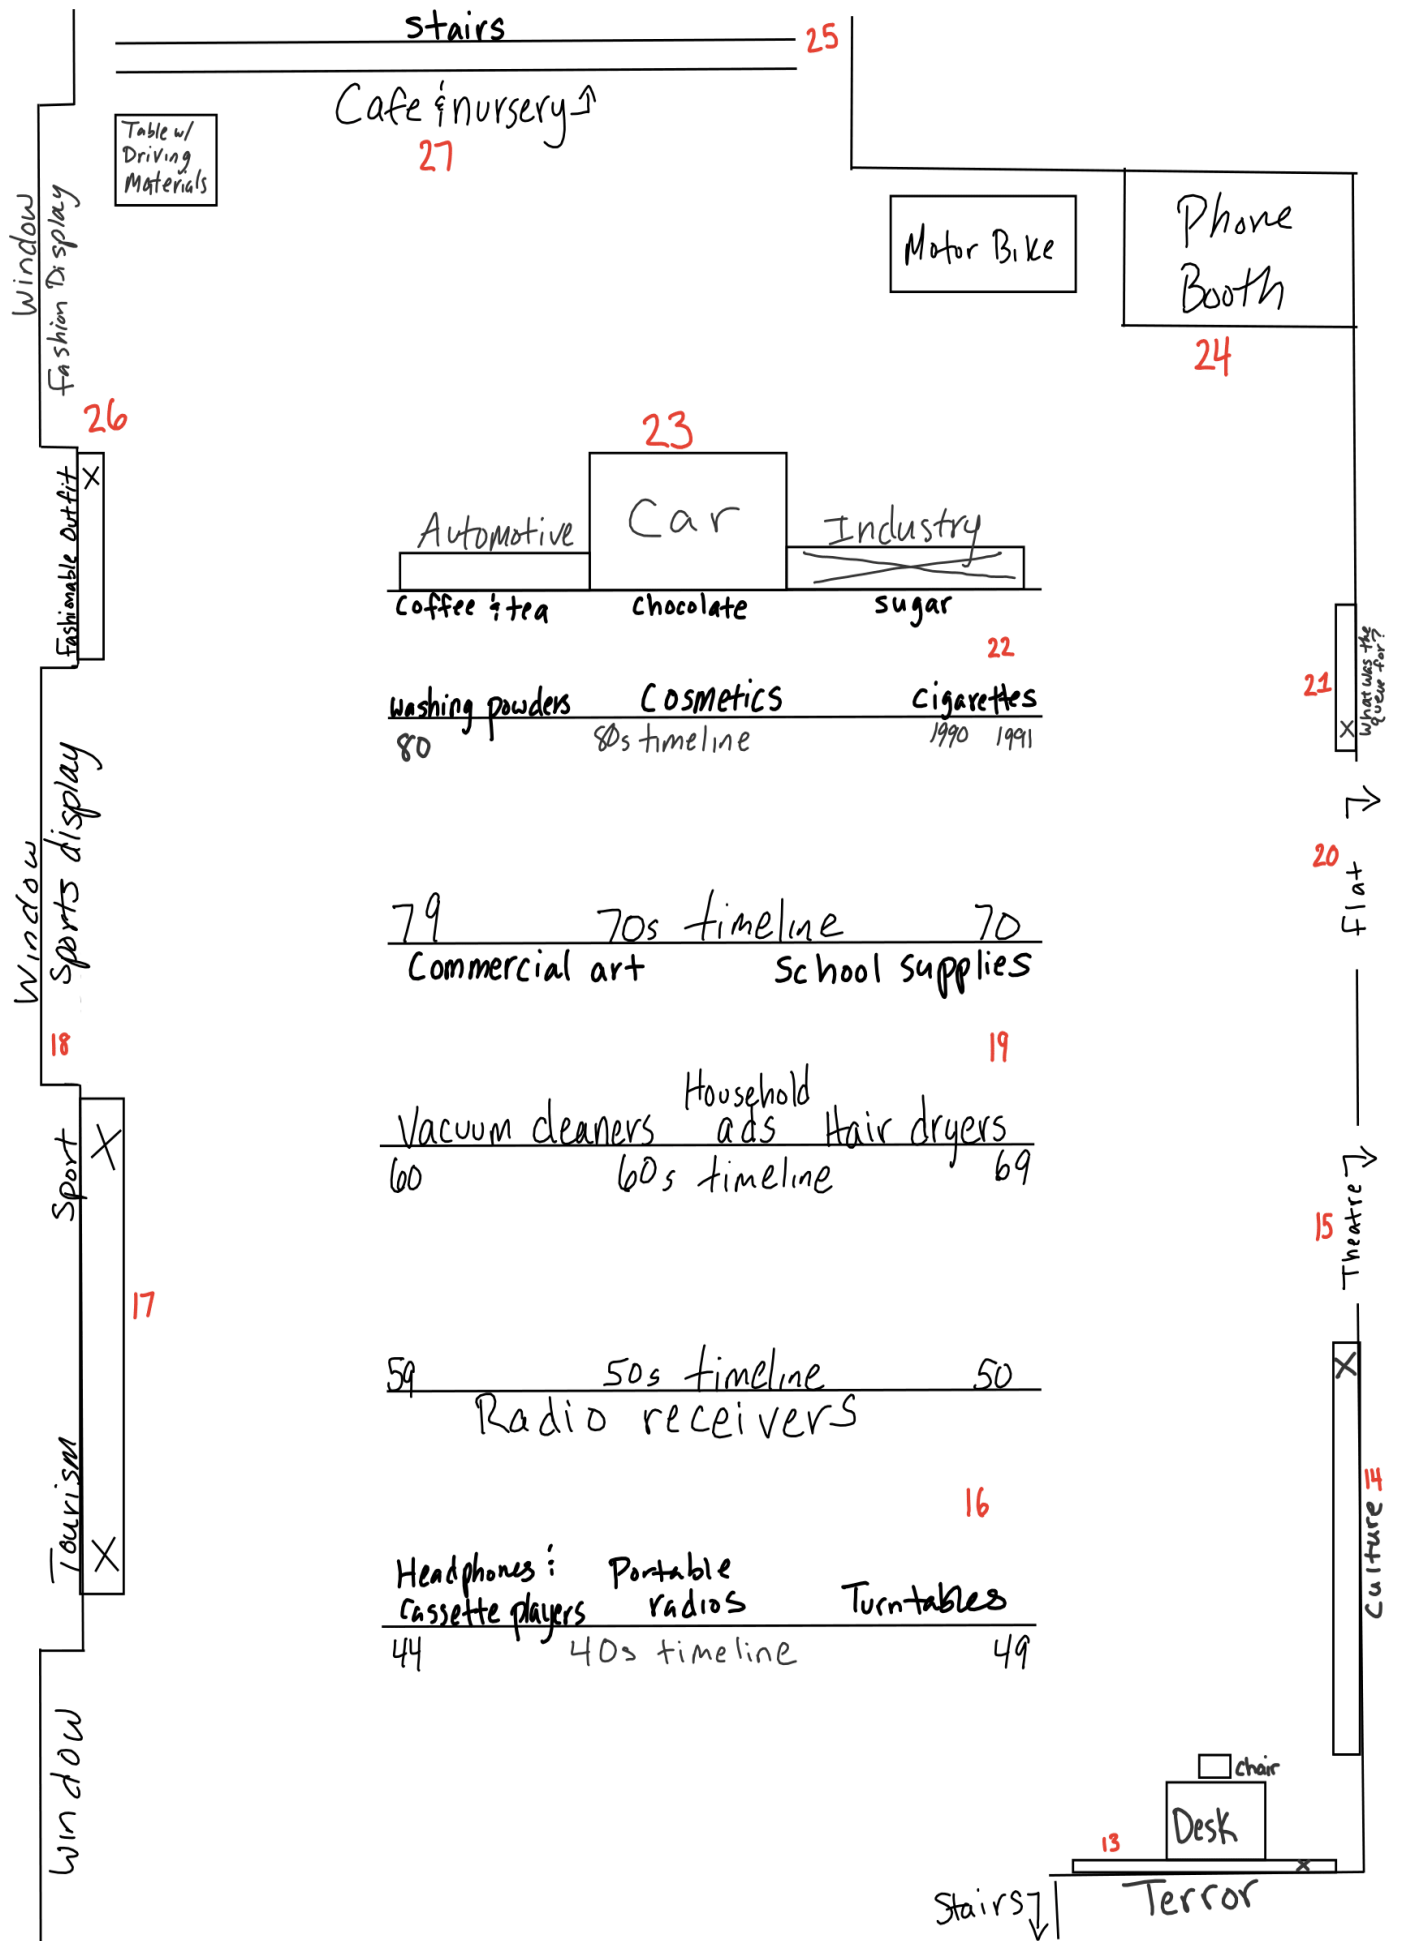 Stairs
25
Cafe & nursery
27
Table w/
Driving
Materials
Window
Fashion Display
Motor Bike
Phone
Booth
24
26
23
Car
Automotive
Industry
Coffee & tea
chocolate
sugar
Fashionable Outfit
X
22
21
What was the
queue for?
X
washing powders
Cosmetics
Cigarettes
80
80s timeline
1990
1991
Window
Sports display
20
Flat
79
70s timeline
70
Commercial art
School supplies
18
19
Vacuum cleaners
Household
ads
Hair dryers
60
60s timeline
69
Sport
X
15
Theatre
17
59
50s timeline
50
Radio receivers
X
14
Culture
16
Tourism
X
Headphones &
Cassette players
Portable
radios
Turntables
44
40s timeline
49
Window
chair
Desk
13
X
Stairs
Terror